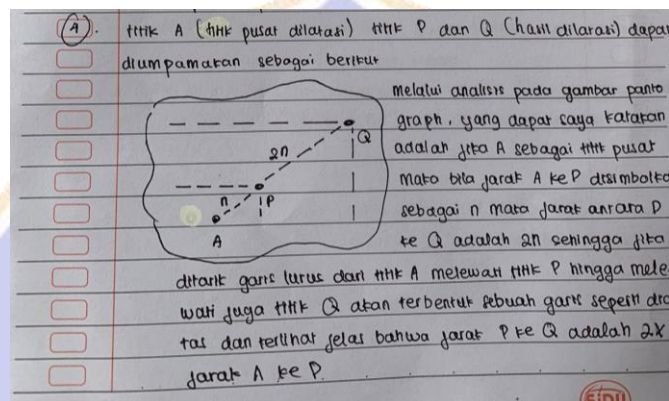 A). titik A (titik pusat dilatasi) titik P dan Q (hasil dilatasi) dapa
diumpamakan sebagai berikut
melalui analisis pada gambar panto
graph, yang dapat saya katakan
adalah jika A sebagai titik pusat
maka bila jarak A ke P disimbolka
sebagai n maka jarak antara P
ke Q adalah 2n sehingga jika
Q
2n
n
P
A
ditarik garis lurus dari titik A melewati titik P hingga mele
wati juga titik Q akan terbentuk sebuah garis seperti dia
tas dan terlihat jelas bahwa jarak P ke Q adalah 2x
jarak A ke P.
SiDU